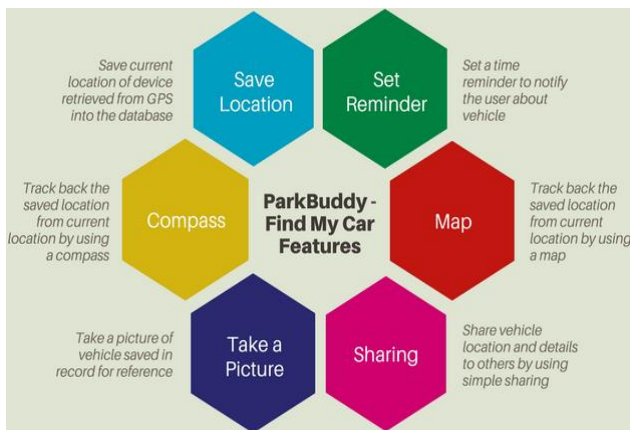 Save current
location of device
retrieved from GPS
into the database
Save
Location
Set
Reminder
Set a time
reminder to notify
the user about
vehicle
Track back the
saved location
from current
location by using
a compass
Compass
ParkBuddy -
Find My Car
Features
Map
Track back the
saved location
from current
location by using
a map
Take a picture of
vehicle saved in
record for reference
Take a
Picture
Sharing
Share vehicle
location and details
to others by using
simple sharing